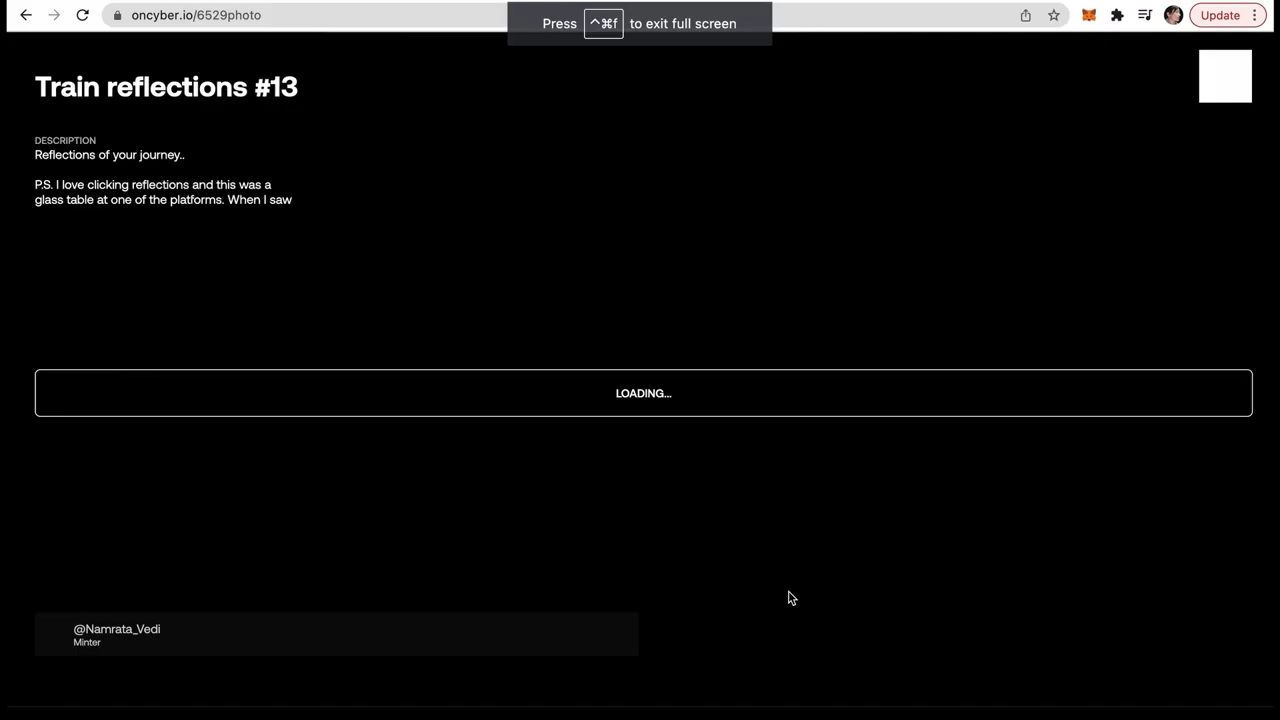 oncyber.io/6529photo
Update
Press ^⌘f to exit full screen
Train reflections #13
DESCRIPTION
Reflections of your journey..
P.S. I love clicking reflections and this was a
glass table at one of the platforms. When I saw
LOADING...
@Namrata_Vedi
Minter